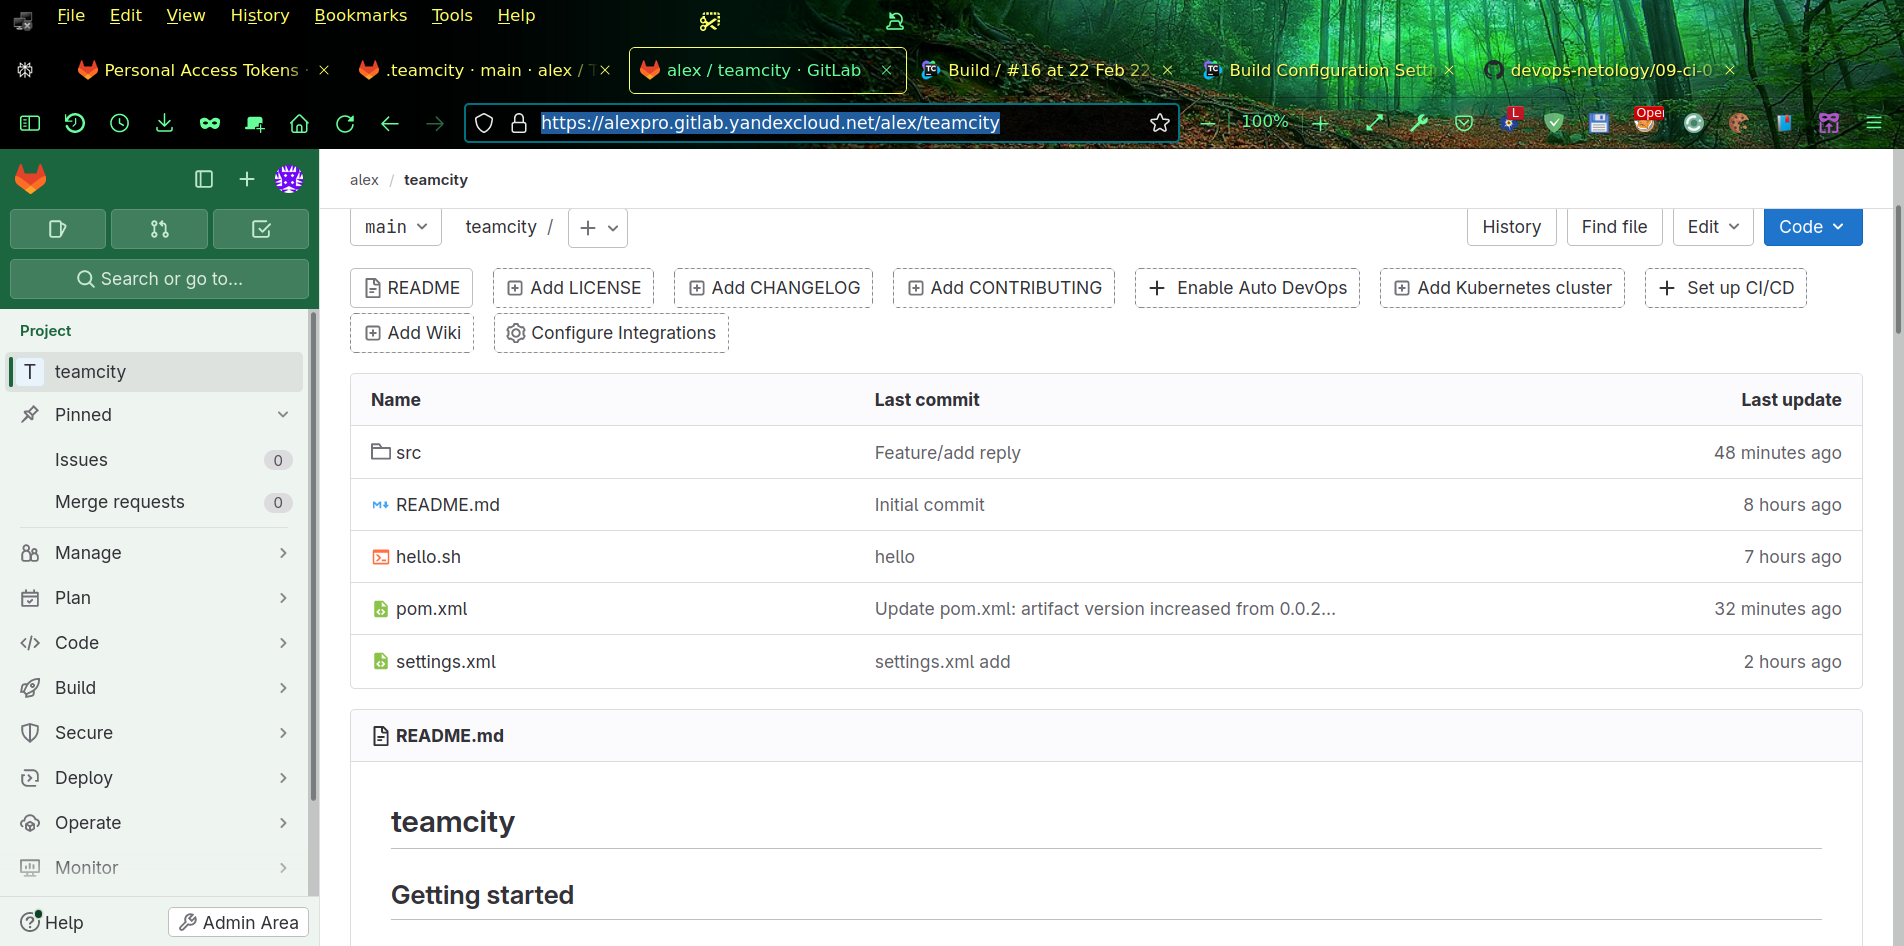 File Edit View History Bookmarks Tools Help
Personal Access Tokens · .teamcity · main · alex / T alex / teamcity · GitLab Build / #16 at 22 Feb 22 Build Configuration Setti devops-netology/09-ci-0
https://alexpro.gitlab.yandexcloud.net/alex/teamcity 100% L Open
alex / teamcity
main teamcity / History Find file Edit Code
Search or go to...
README Add LICENSE Add CHANGELOG Add CONTRIBUTING Enable Auto DevOps Add Kubernetes cluster Set up CI/CD
Add Wiki Configure Integrations
Project
T teamcity
Pinned
Issues 0
Merge requests 0
Manage
Plan
Code
Build
Secure
Deploy
Operate
Monitor
Help Admin Area
Name Last commit Last update
src Feature/add reply 48 minutes ago
README.md Initial commit 8 hours ago
hello.sh hello 7 hours ago
pom.xml Update pom.xml: artifact version increased from 0.0.2... 32 minutes ago
settings.xml settings.xml add 2 hours ago
README.md
teamcity
Getting started